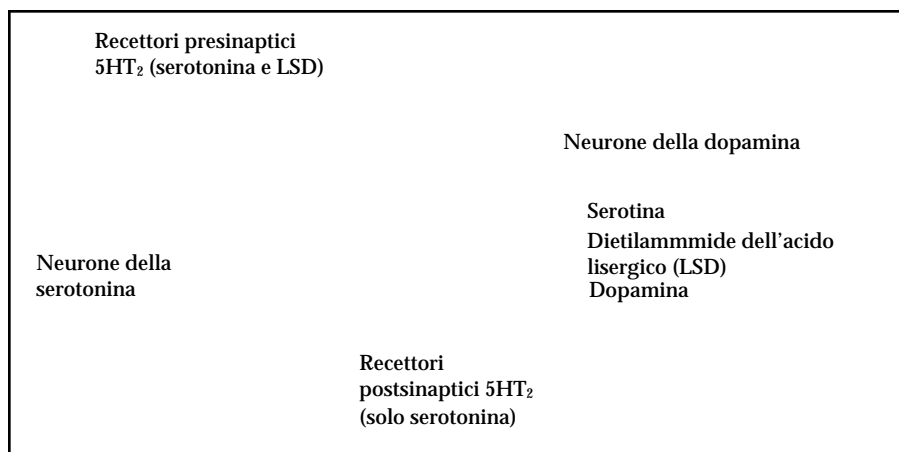 Recettori presinaptici
5HT₂ (serotonina e LSD)
Neurone della dopamina
Serotina
Dietilammmide dell'acido
lisergico (LSD)
Dopamina
Neurone della
serotonina
Recettori
postsinaptici 5HT₂
(solo serotonina)